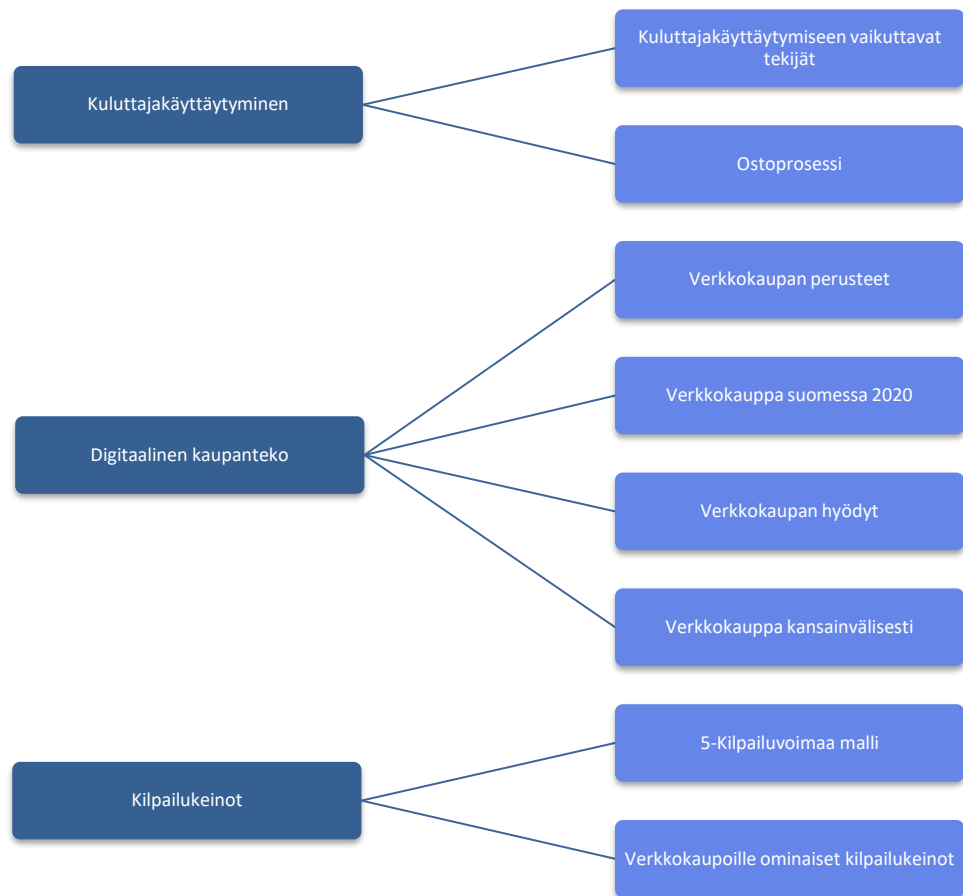 Kuluttajakäyttäytyminen
Kuluttajakäyttäytymiseen vaikuttavat
tekijät
Ostoprosessi
Digitaalinen kaupanteko
Verkkokaupan perusteet
Verkkokauppa suomessa 2020
Verkkokaupan hyödyt
Verkkokauppa kansainvälisesti
Kilpailukeinot
5-Kilpailuvoimaa malli
Verkkokaupoille ominaiset kilpailukeinot